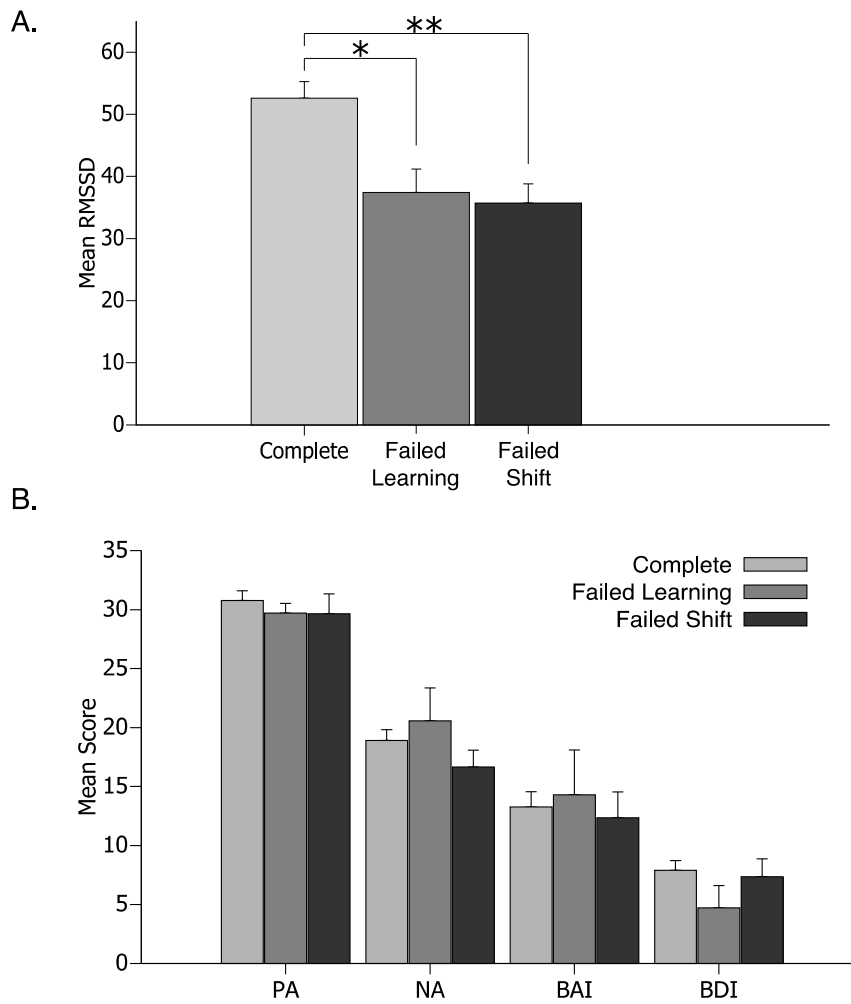 A.
**
*
60
50
40
30
20
10
0
Mean RMSSD
Complete
Failed
Learning
Failed
Shift
B.
35
30
25
20
15
10
5
0
Mean Score
Complete
Failed Learning
Failed Shift
PA
NA
BAI
BDI